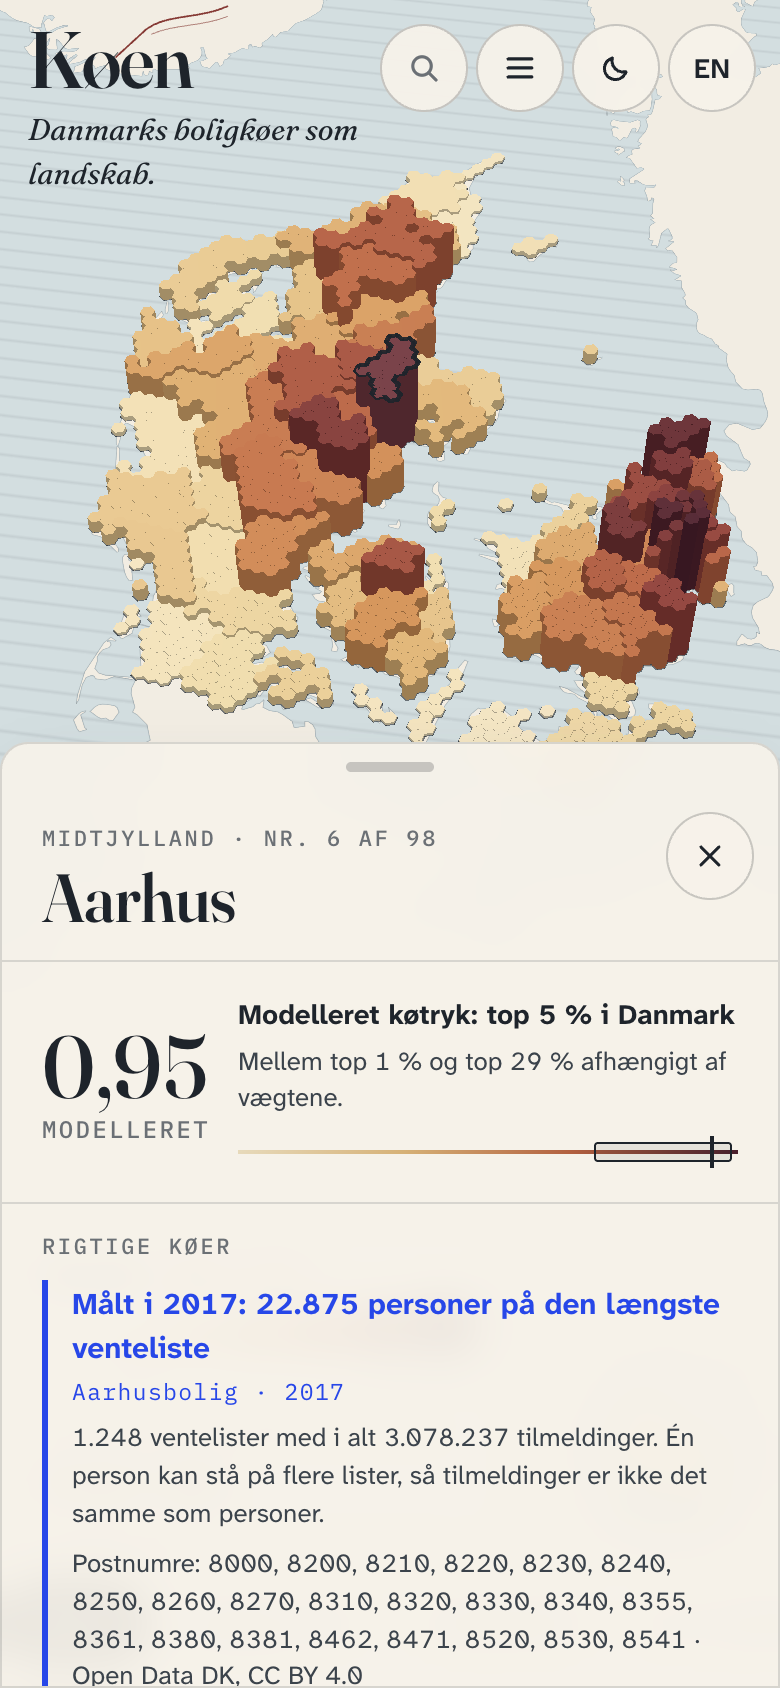 Køen
EN
Danmarks boligkøer som
landskab.
MIDTJYLLAND · NR. 6 AF 98
Aarhus
0,95
MODELLERET
Modelleret køtryk: top 5 % i Danmark
Mellem top 1 % og top 29 % afhængigt af
vægtene.
RIGTIGE KØER
Målt i 2017: 22.875 personer på den længste
venteliste
Aarhusbolig · 2017
1.248 ventelister med i alt 3.078.237 tilmeldinger. Én
person kan stå på flere lister, så tilmeldinger er ikke det
samme som personer.
Postnumre: 8000, 8200, 8210, 8220, 8230, 8240,
8250, 8260, 8270, 8310, 8320, 8330, 8340, 8355,
8361, 8380, 8381, 8462, 8471, 8520, 8530, 8541 ·
Open Data DK, CC BY 4.0